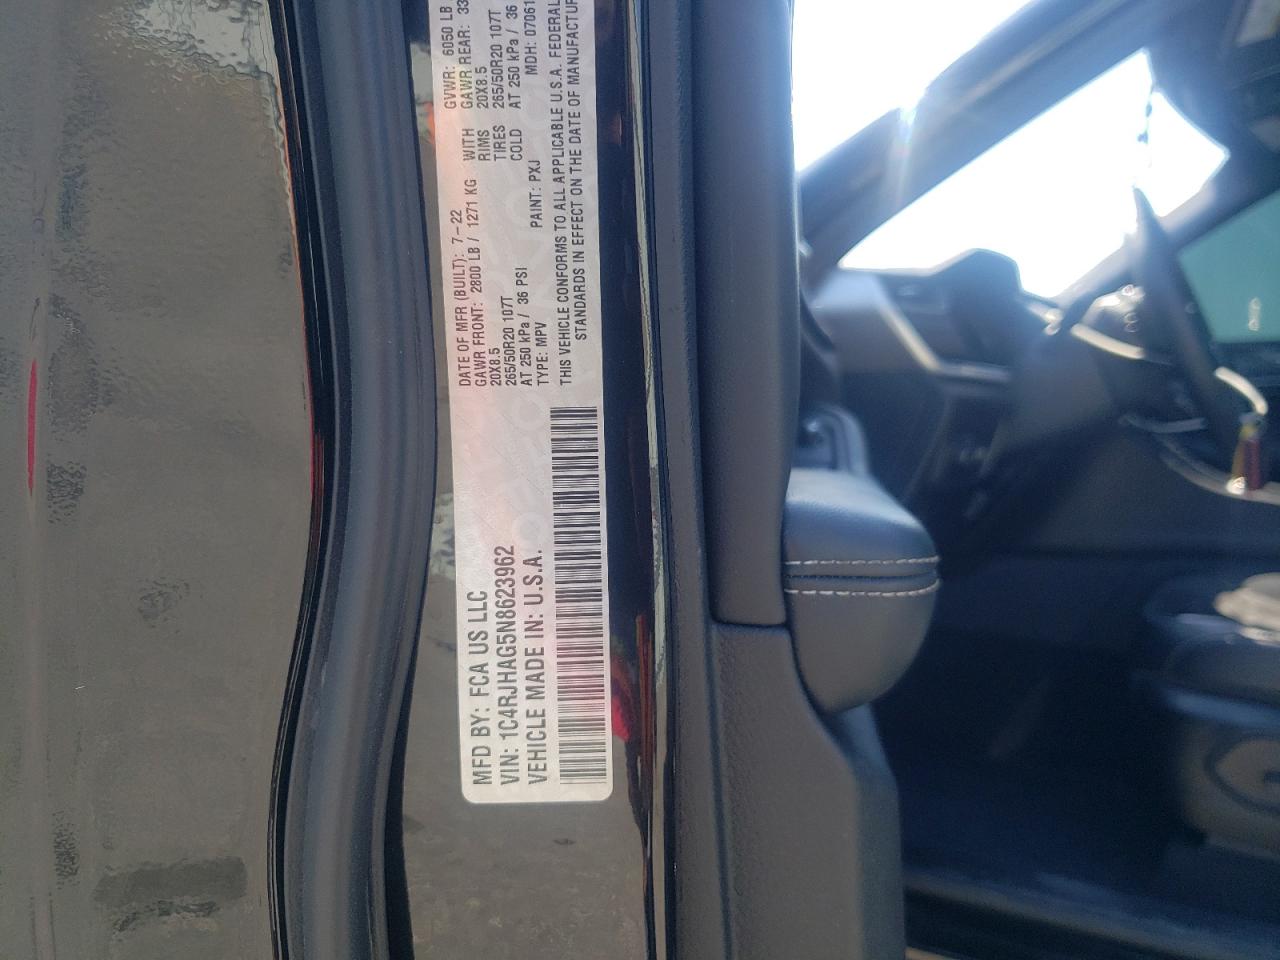 MFD BY: FCA US LLC
VIN: 1C4RJHAG5N8623962
VEHICLE MADE IN: U.S.A.
DATE OF MFR (BUILT): 7-22
GVWR: 6050 LB
GAWR FRONT: 2800 LB / 1271 KG WITH
GAWR REAR: 33
20X8.5 RIMS 20X8.5
265/50R20 107T TIRES 265/50R20 107T
AT 250 kPa / 36 PSI COLD AT 250 kPa / 36
TYPE: MPV PAINT: PXJ MDH: 07061
THIS VEHICLE CONFORMS TO ALL APPLICABLE U.S.A. FEDERAL
STANDARDS IN EFFECT ON THE DATE OF MANUFACTUR